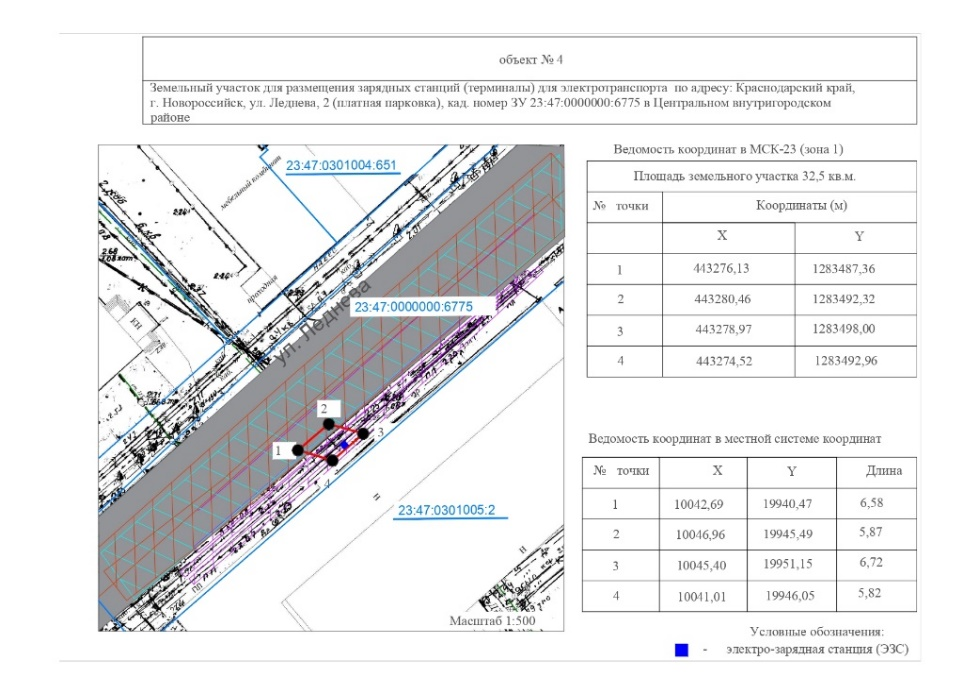 объект № 4
Земельный участок для размещения зарядных станций (терминалы) для электротранспорта по адресу: Краснодарский край,
г. Новороссийск, ул. Леднева, 2 (платная парковка), кад. номер ЗУ 23:47:0000000:6775 в Центральном внутригородском
районе
23:47:0301004:651
23:47:0000000:6775
ул. Леднева
проходная
КН
2
1
3
4
23:47:0301005:2
Масштаб 1:500
Ведомость координат в МСК-23 (зона 1)
Площадь земельного участка 32,5 кв.м.
№ точки Координаты (м)
X Y
1 443276,13 1283487,36
2 443280,46 1283492,32
3 443278,97 1283498,00
4 443274,52 1283492,96
Ведомость координат в местной системе координат
№ точки X Y Длина
1 10042,69 19940,47 6,58
2 10046,96 19945,49 5,87
3 10045,40 19951,15 6,72
4 10041,01 19946,05 5,82
Условные обозначения:
- электро-зарядная станция (ЭЗС)